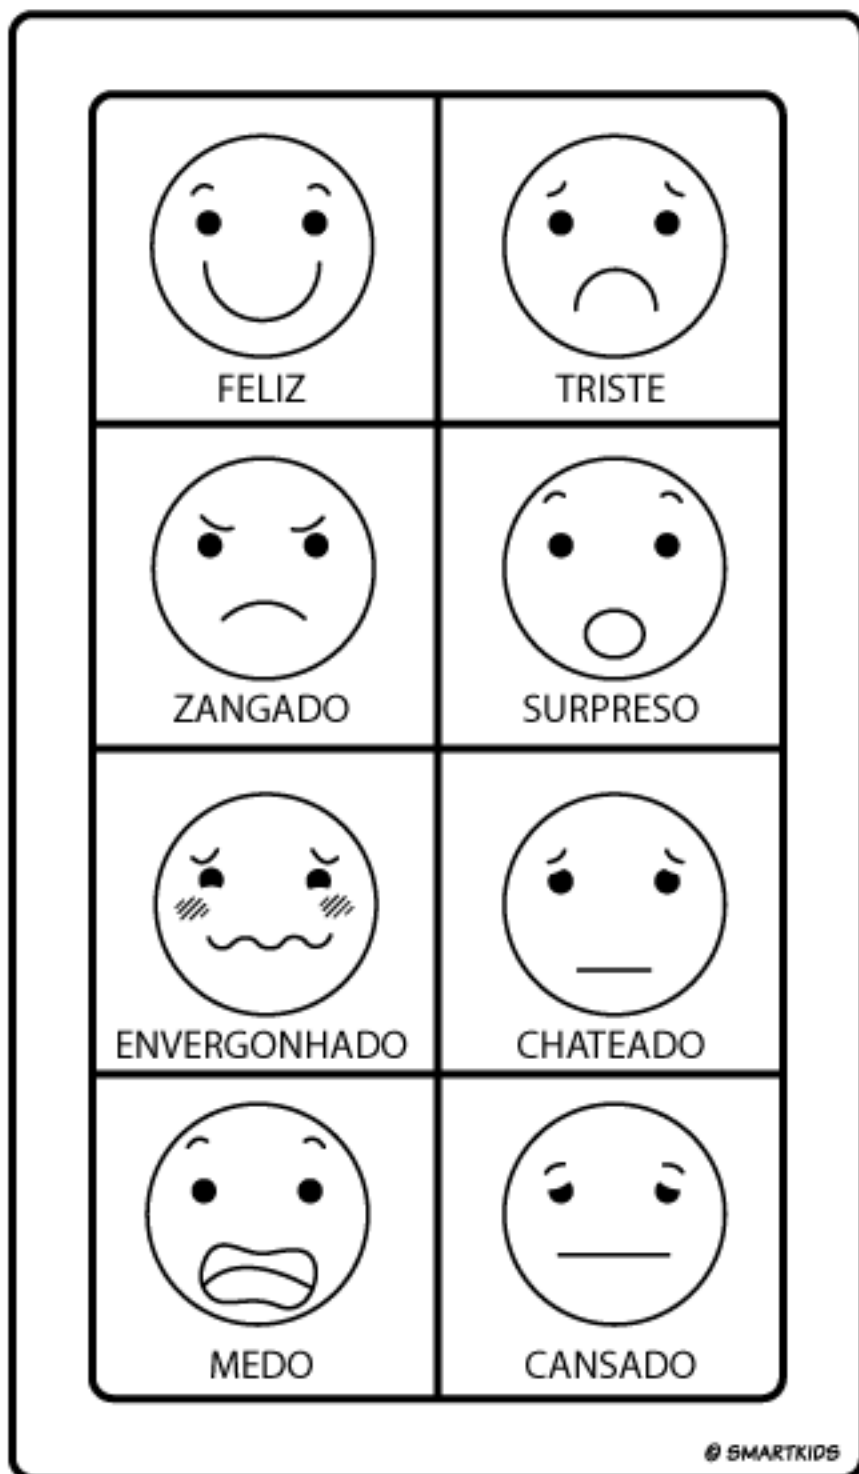 FELIZ
TRISTE
ZANGADO
SURPRESO
ENVERGONHADO
CHATEADO
MEDO
CANSADO
© SMARTKIDS